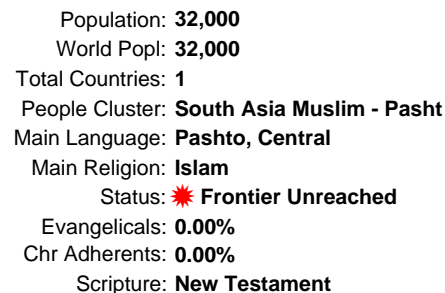 Population: 32,000
World Popl: 32,000
Total Countries: 1
People Cluster: South Asia Muslim - Pasht
Main Language: Pashto, Central
Main Religion: Islam
Status: Frontier Unreached
Evangelicals: 0.00%
Chr Adherents: 0.00%
Scripture: New Testament